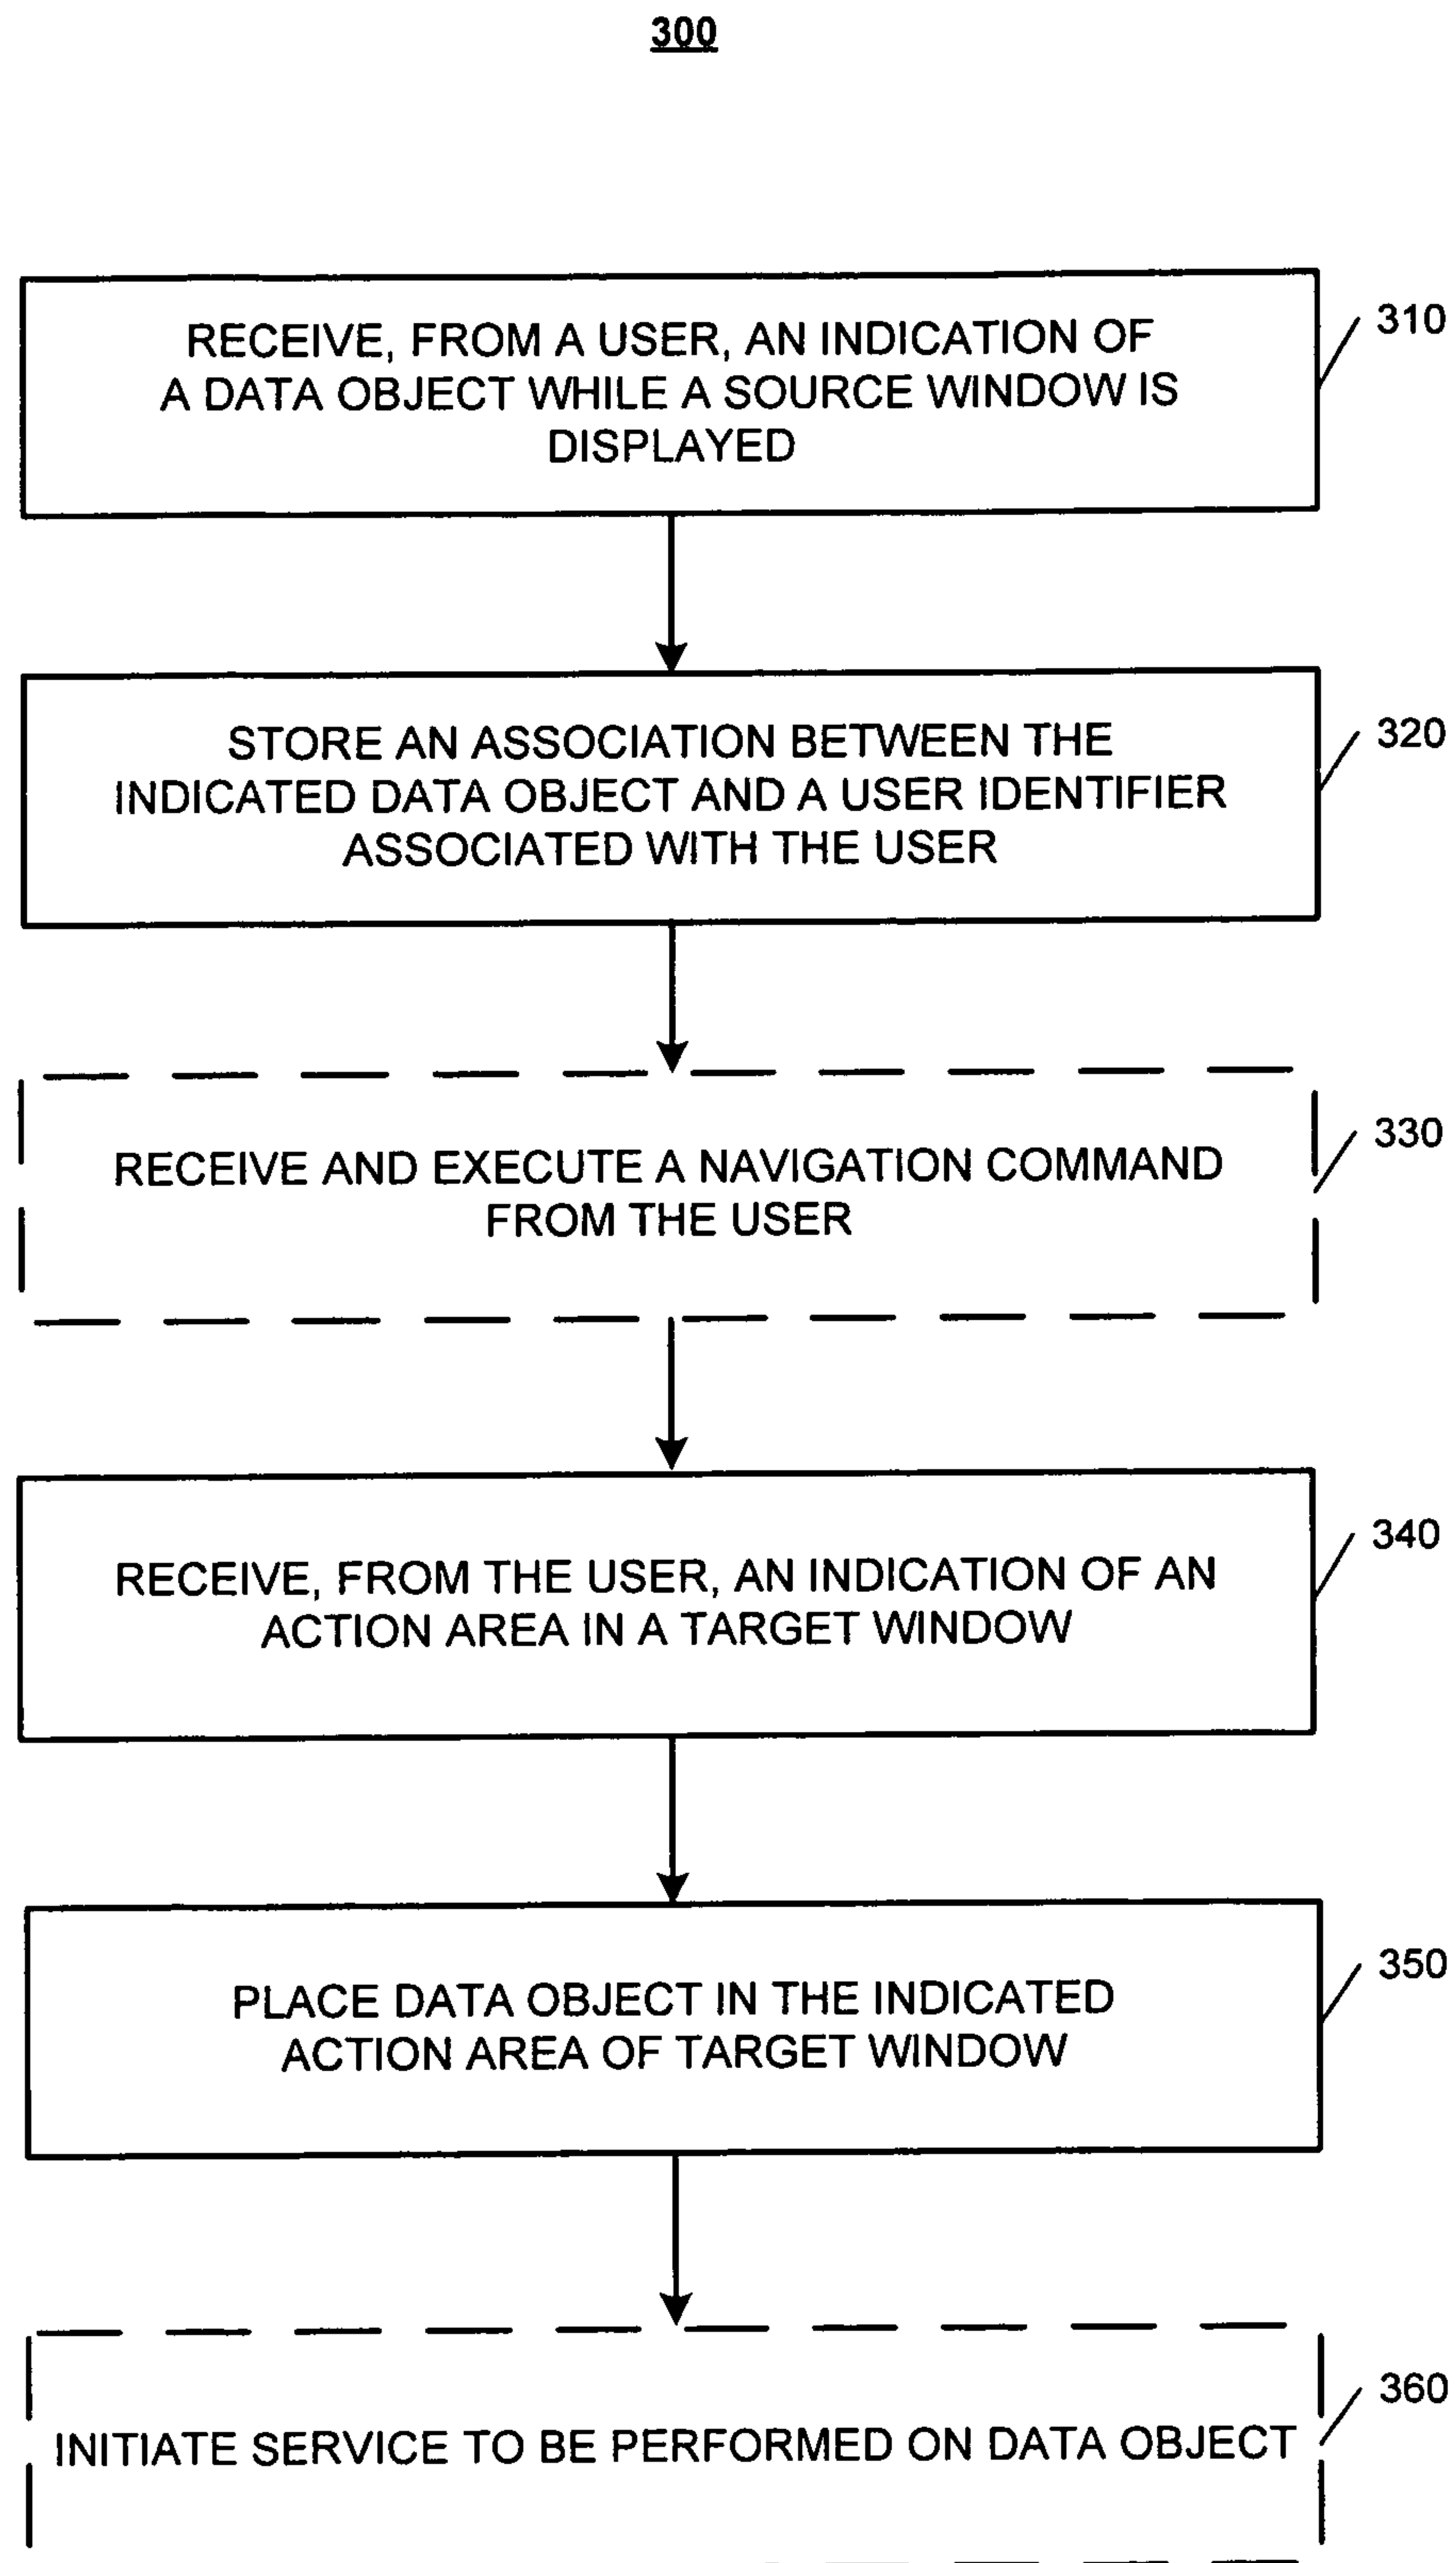 300
RECEIVE, FROM A USER, AN INDICATION OF
A DATA OBJECT WHILE A SOURCE WINDOW IS
DISPLAYED
310
STORE AN ASSOCIATION BETWEEN THE
INDICATED DATA OBJECT AND A USER IDENTIFIER
ASSOCIATED WITH THE USER
320
RECEIVE AND EXECUTE A NAVIGATION COMMAND
FROM THE USER
330
RECEIVE, FROM THE USER, AN INDICATION OF AN
ACTION AREA IN A TARGET WINDOW
340
PLACE DATA OBJECT IN THE INDICATED
ACTION AREA OF TARGET WINDOW
350
INITIATE SERVICE TO BE PERFORMED ON DATA OBJECT
360